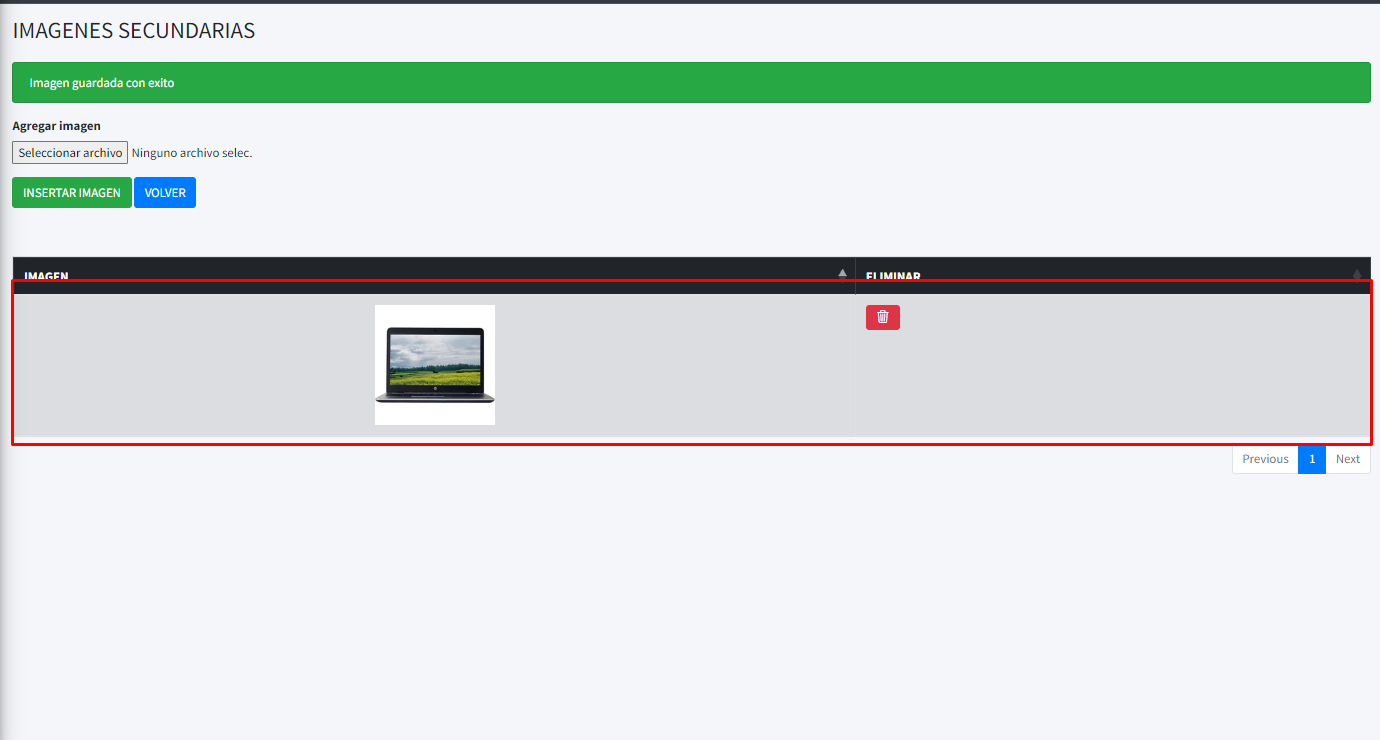 IMAGENES SECUNDARIAS
Imagen guardada con exito
Agregar imagen
Seleccionar archivo Ninguno archivo selec.
INSERTAR IMAGEN VOLVER
IMAGEN ELIMINAR
Previous 1 Next